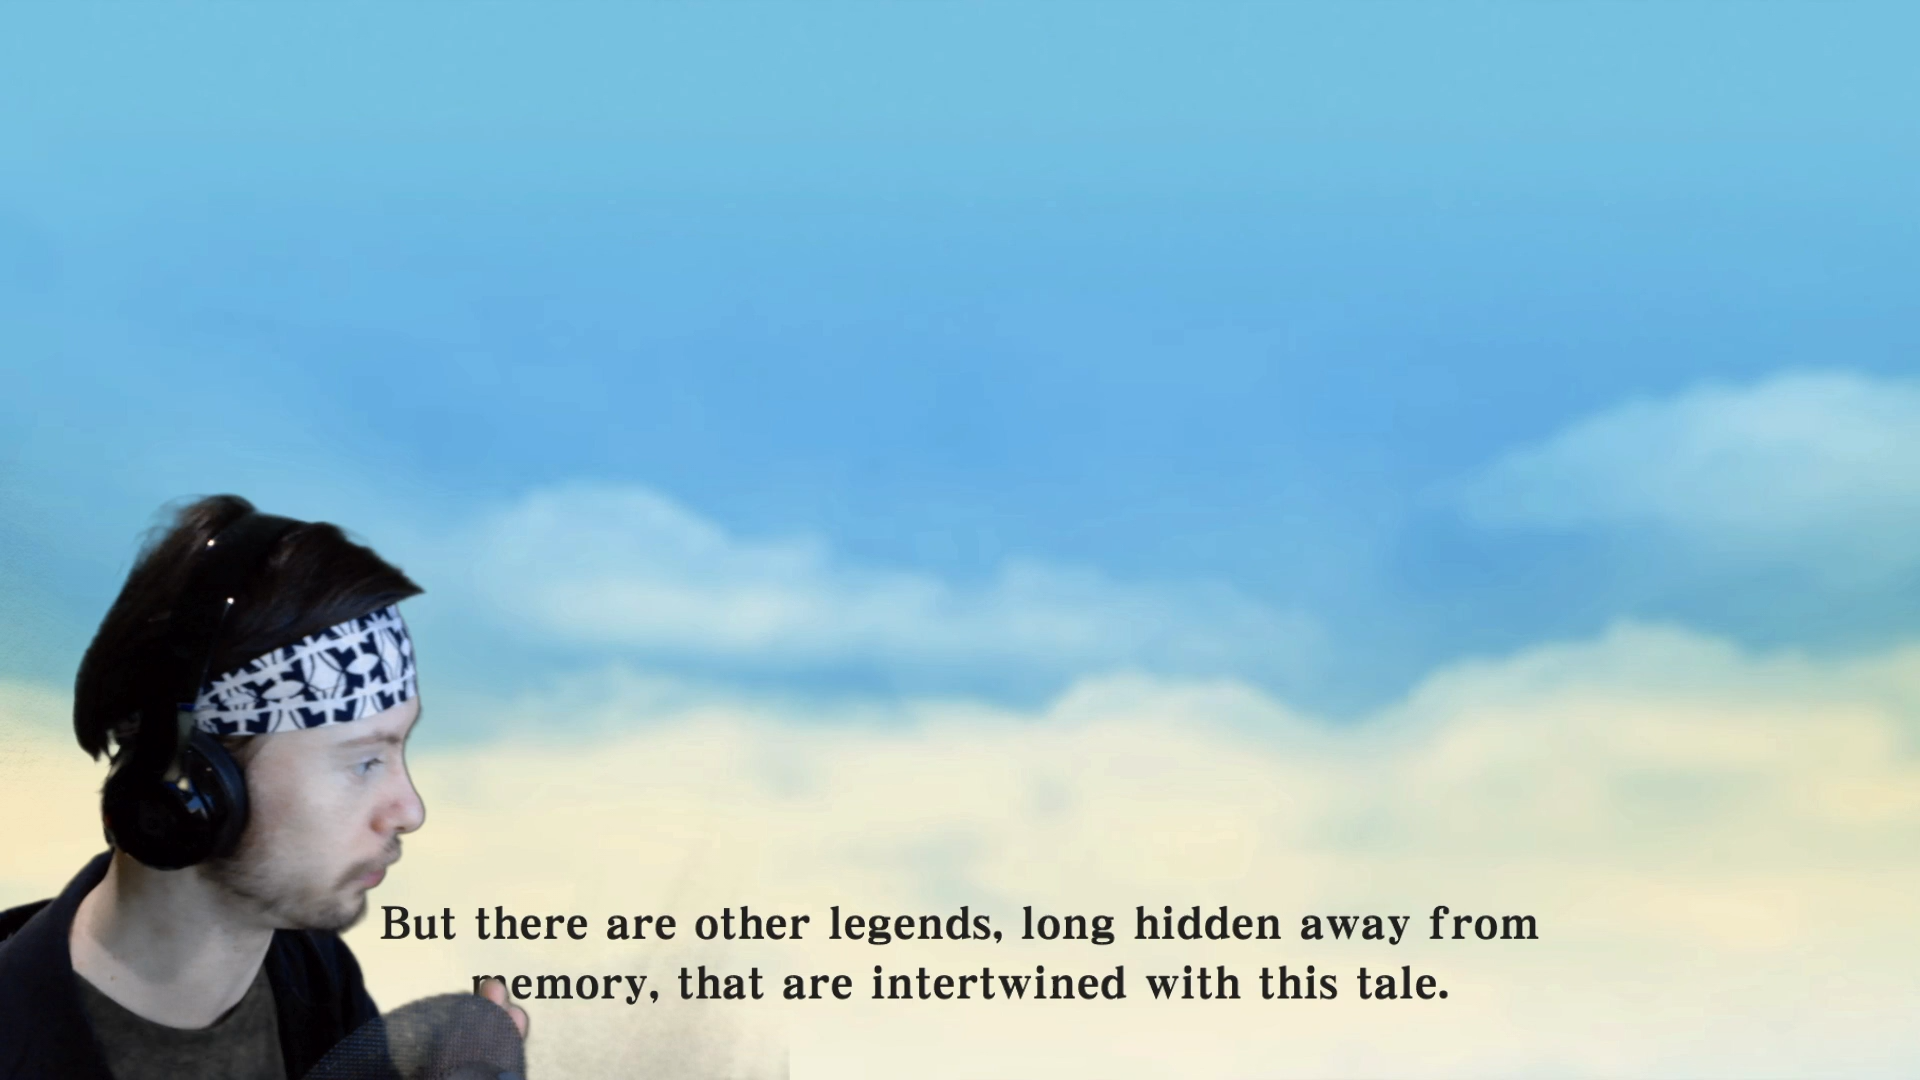 But there are other legends, long hidden away from
memory, that are intertwined with this tale.